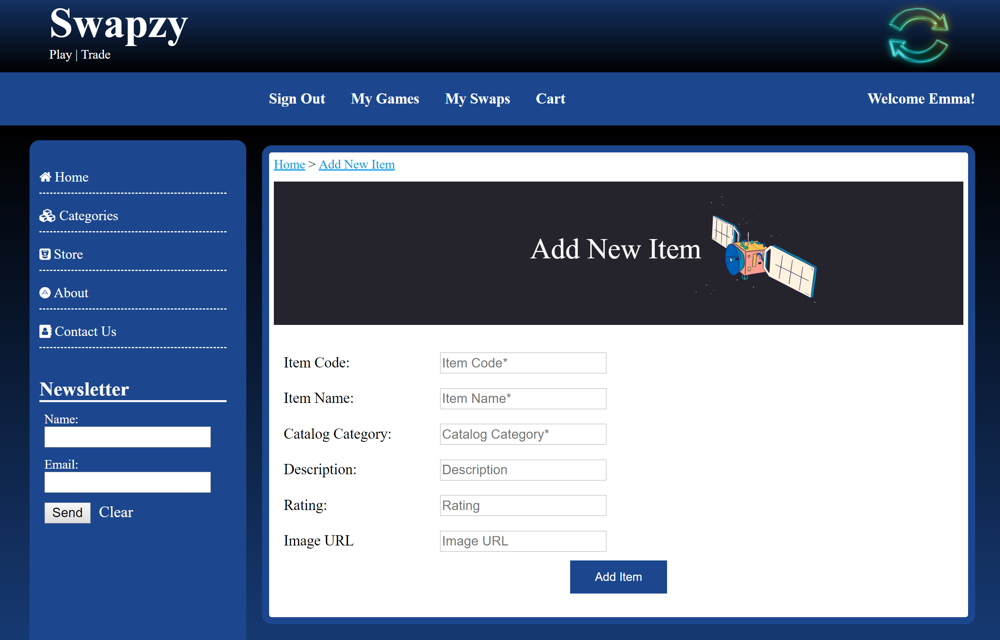 Swapzy
Play | Trade
Sign Out My Games My Swaps Cart Welcome Emma!
Home
Categories
Store
About
Contact Us
Newsletter
Name:
Email:
Send Clear
Home > Add New Item
Add New Item
Item Code: Item Code*
Item Name: Item Name*
Catalog Category: Catalog Category*
Description: Description
Rating: Rating
Image URL Image URL
Add Item